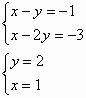 x − y = −1
x − 2y = −3
y = 2
x = 1